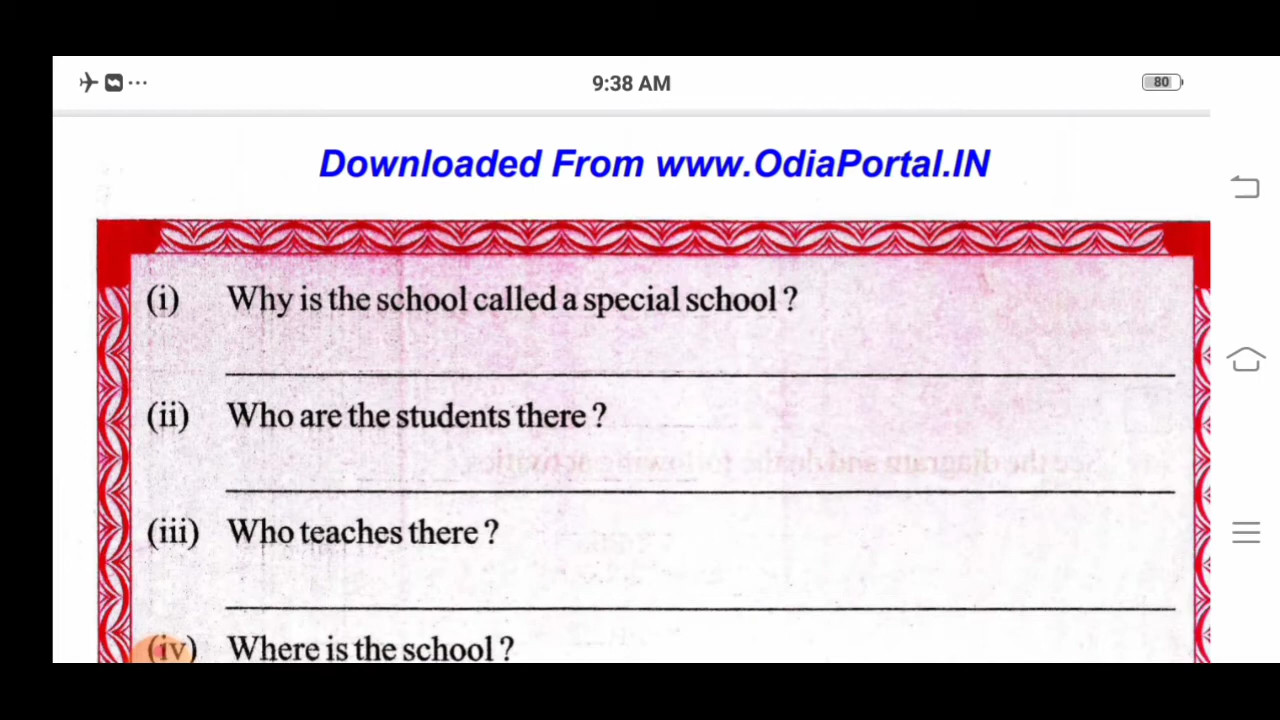 9:38 AM
80
Downloaded From www.OdiaPortal.IN
(i) Why is the school called a special school ?
(ii) Who are the students there ?
(iii) Who teaches there ?
(iv) Where is the school ?